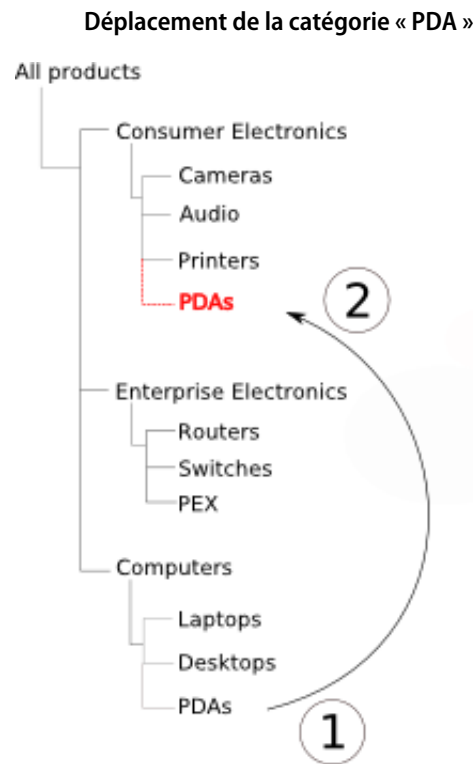 Déplacement de la catégorie « PDA »
All products
Consumer Electronics
Cameras
Audio
Printers
PDAs
2
Enterprise Electronics
Routers
Switches
PEX
Computers
Laptops
Desktops
PDAs
1